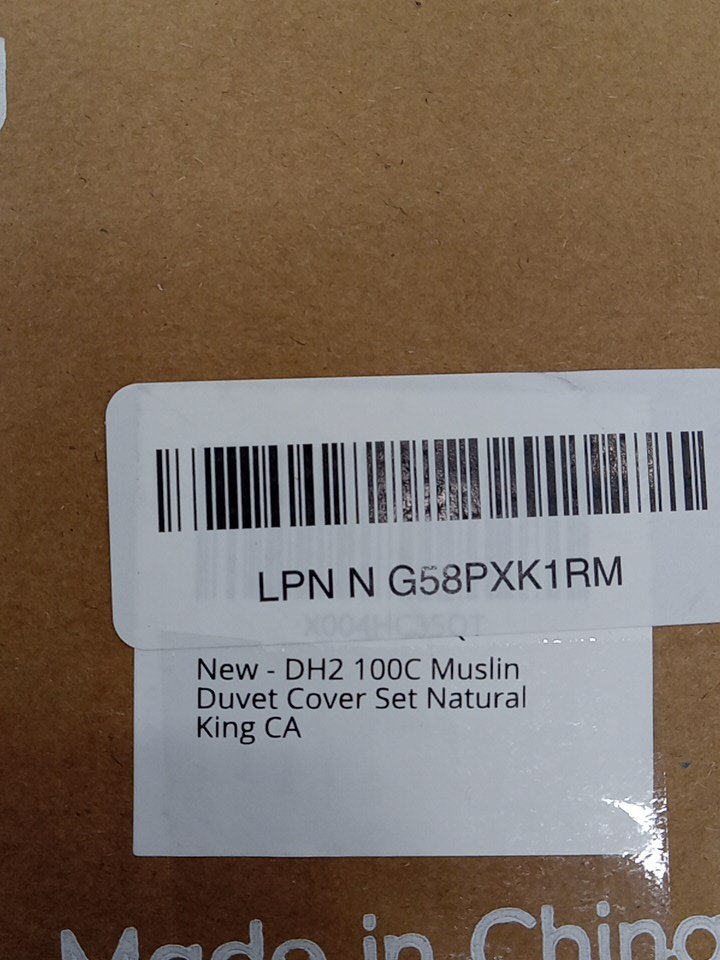 LPN N G58PXK1RM
New - DH2 100C Muslin
Duvet Cover Set Natural
King CA
Made in China